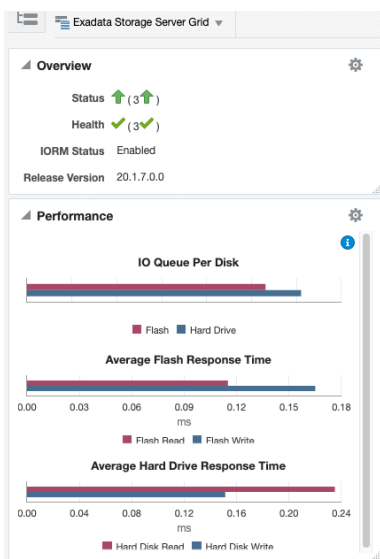 Exadata Storage Server Grid
Overview
Status (3)
Health (3)
IORM Status Enabled
Release Version 20.1.7.0.0
Performance
i
IO Queue Per Disk
Flash Hard Drive
Average Flash Response Time
0.00 0.03 0.06 0.09 0.12 0.15 0.18
ms
Flash Read Flash Write
Average Hard Drive Response Time
0.00 0.04 0.08 0.12 0.16 0.20 0.24
ms
Hard Disk Read Hard Disk Write